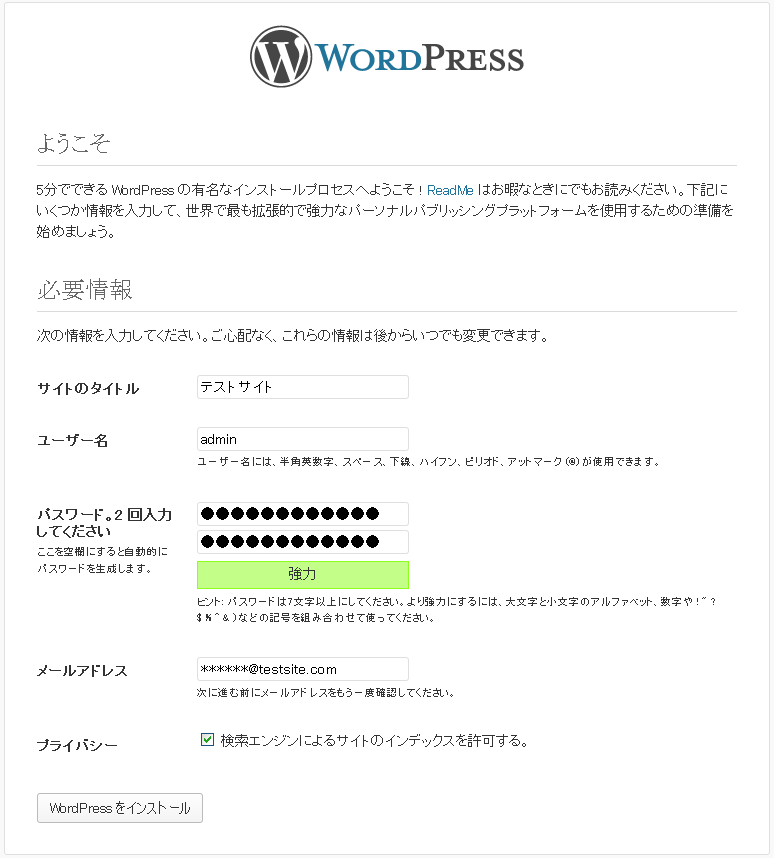 WORDPRESS
ようこそ
5分でできる WordPress の有名なインストールプロセスへようこそ ! ReadMe はお暇なときにでもお読みください。下記に
いくつか情報を入力して、世界で最も拡張的で強力なパーソナルパブリッシングプラットフォームを使用するための準備を
始めましょう。
必要情報
次の情報を入力してください。ご心配なく、これらの情報は後からいつでも変更できます。
サイトのタイトル
テストサイト
ユーザー名
admin
ユーザー名には、半角英数字、スペース、下線、ハイフン、ピリオド、アットマーク (@) が使用できます。
パスワード。2 回入力
してください
ここを空欄にすると自動的に
パスワードを生成します。
●●●●●●●●●●●●
●●●●●●●●●●●●
強力
ヒント: パスワードは7文字以上にしてください。より強力にするには、大文字と小文字のアルファベット、数字や ! " ?
$ % ^ & ) などの記号を組み合わせて使ってください。
メールアドレス
******@testsite.com
次に進む前にメールアドレスをもう一度確認してください。
プライバシー
検索エンジンによるサイトのインデックスを許可する。
WordPress をインストール